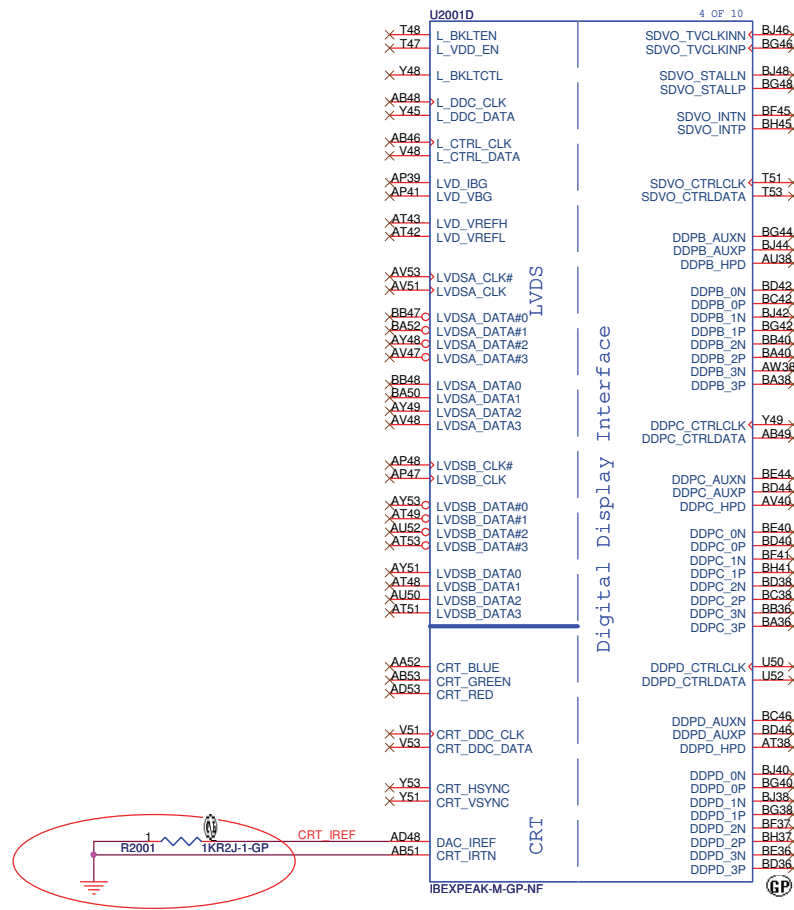 U2001D
4 OF 10
T48 L_BKLTEN
T47 L_VDD_EN
Y48 L_BKLTCTL
AB48 L_DDC_CLK
Y45 L_DDC_DATA
AB46 L_CTRL_CLK
V48 L_CTRL_DATA
AP39 LVD_IBG
AP41 LVD_VBG
AT43 LVD_VREFH
AT42 LVD_VREFL
AV53 LVDSA_CLK#
AV51 LVDSA_CLK
BB47 LVDSA_DATA#0
BA52 LVDSA_DATA#1
AY48 LVDSA_DATA#2
AV47 LVDSA_DATA#3
BB48 LVDSA_DATA0
BA50 LVDSA_DATA1
AY49 LVDSA_DATA2
AV48 LVDSA_DATA3
AP48 LVDSB_CLK#
AP47 LVDSB_CLK
AY53 LVDSB_DATA#0
AT49 LVDSB_DATA#1
AU52 LVDSB_DATA#2
AT53 LVDSB_DATA#3
AY51 LVDSB_DATA0
AT48 LVDSB_DATA1
AU50 LVDSB_DATA2
AT51 LVDSB_DATA3
AA52 CRT_BLUE
AB53 CRT_GREEN
AD53 CRT_RED
V51 CRT_DDC_CLK
V53 CRT_DDC_DATA
Y53 CRT_HSYNC
Y51 CRT_VSYNC
AD48 DAC_IREF
AB51 CRT_IRTN
1
CRT_IREF
R2001
1KR2J-1-GP
LVDS
CRT
Digital Display Interface
SDVO_TVCLKINN BJ46
SDVO_TVCLKINP BG46
SDVO_STALLN BJ48
SDVO_STALLP BG48
SDVO_INTN BF45
SDVO_INTP BH45
SDVO_CTRLCLK T51
SDVO_CTRLDATA T53
DDPB_AUXN BG44
DDPB_AUXP BJ44
DDPB_HPD AU38
DDPB_0N BD42
DDPB_0P BC42
DDPB_1N BJ42
DDPB_1P BG42
DDPB_2N BB40
DDPB_2P BA40
DDPB_3N AW38
DDPB_3P BA38
DDPC_CTRLCLK Y49
DDPC_CTRLDATA AB49
DDPC_AUXN BE44
DDPC_AUXP BD44
DDPC_HPD AV40
DDPC_0N BE40
DDPC_0P BD40
DDPC_1N BF41
DDPC_1P BH41
DDPC_2N BD38
DDPC_2P BC38
DDPC_3N BB36
DDPC_3P BA36
DDPD_CTRLCLK U50
DDPD_CTRLDATA U52
DDPD_AUXN BC46
DDPD_AUXP BD46
DDPD_HPD AT38
DDPD_0N BJ40
DDPD_0P BG40
DDPD_1N BJ38
DDPD_1P BG38
DDPD_2N BF37
DDPD_2P BH37
DDPD_3N BE36
DDPD_3P BD36
IBEXPEAK-M-GP-NF
GP